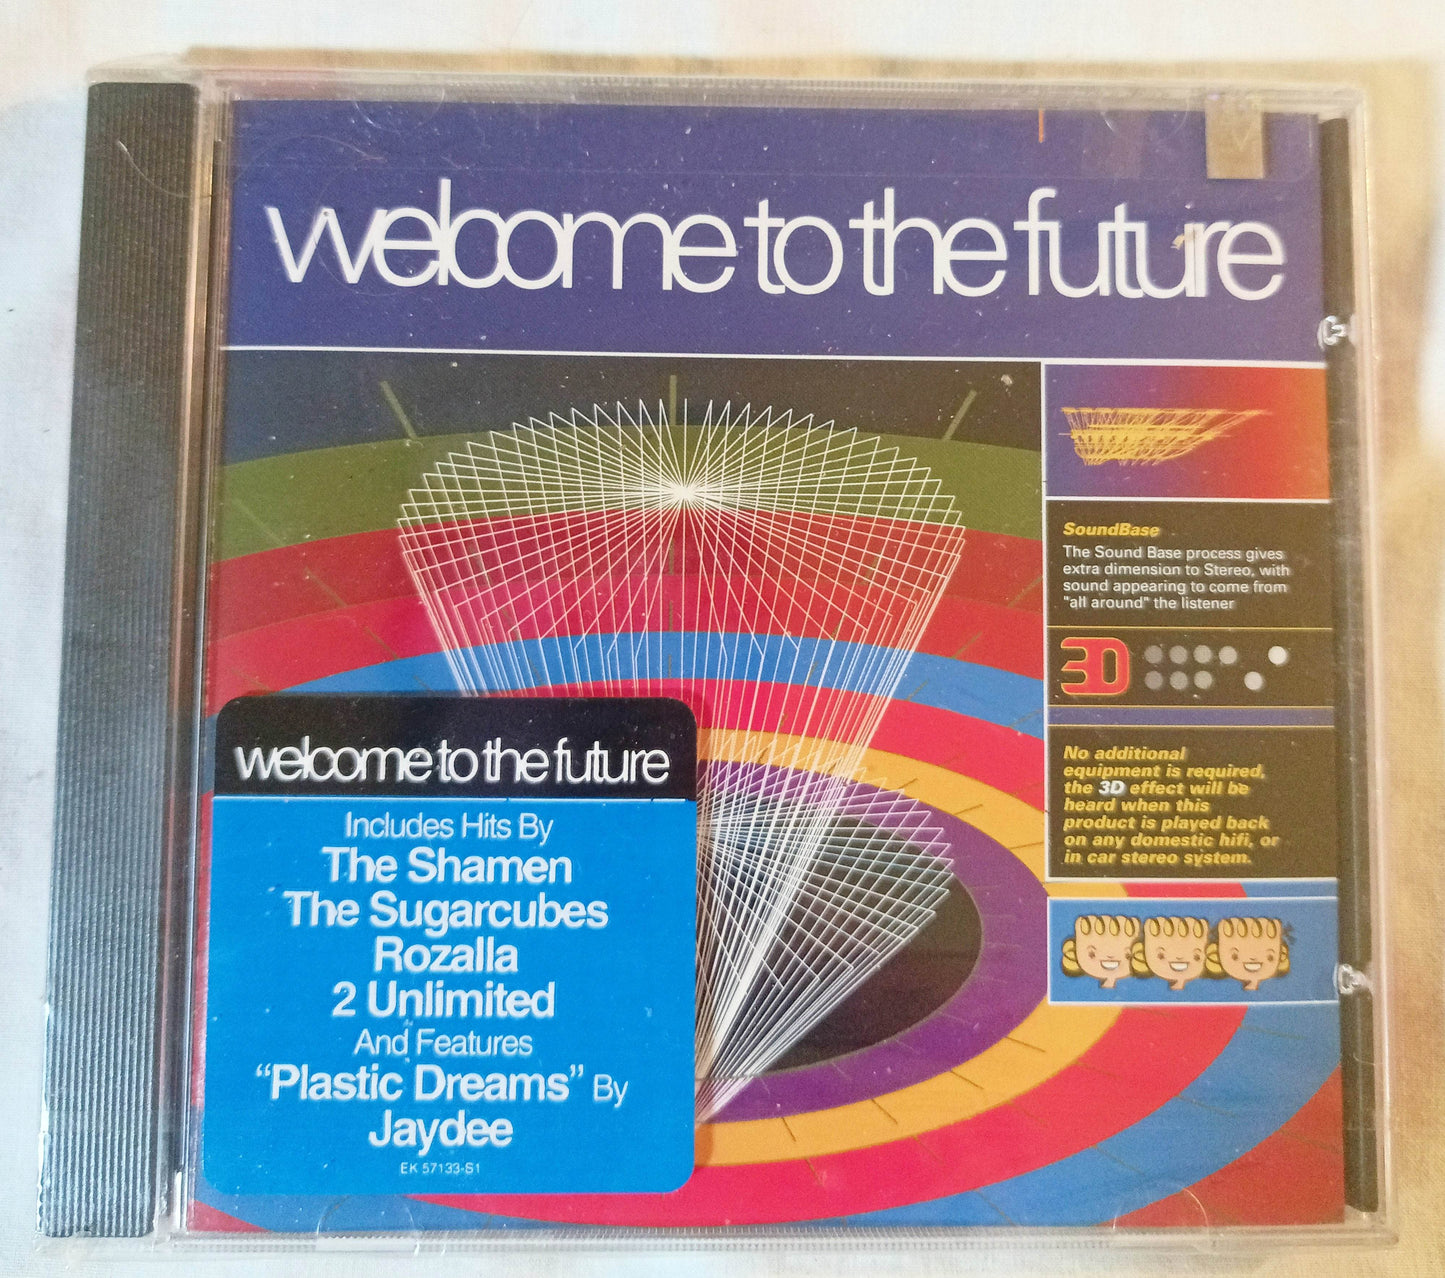 welcome to the future
SoundBase
The Sound Base process gives
extra dimension to Stereo, with
sound appearing to come from
"all around" the listener
3D
No additional
equipment is required,
the 3D effect will be
heard when this
product is played back
on any domestic hifi, or
in car stereo system.
welcome to the future
Includes Hits By
The Shamen
The Sugarcubes
Rozalla
2 Unlimited
And Features
“Plastic Dreams” By
Jaydee
EK 57133-S1